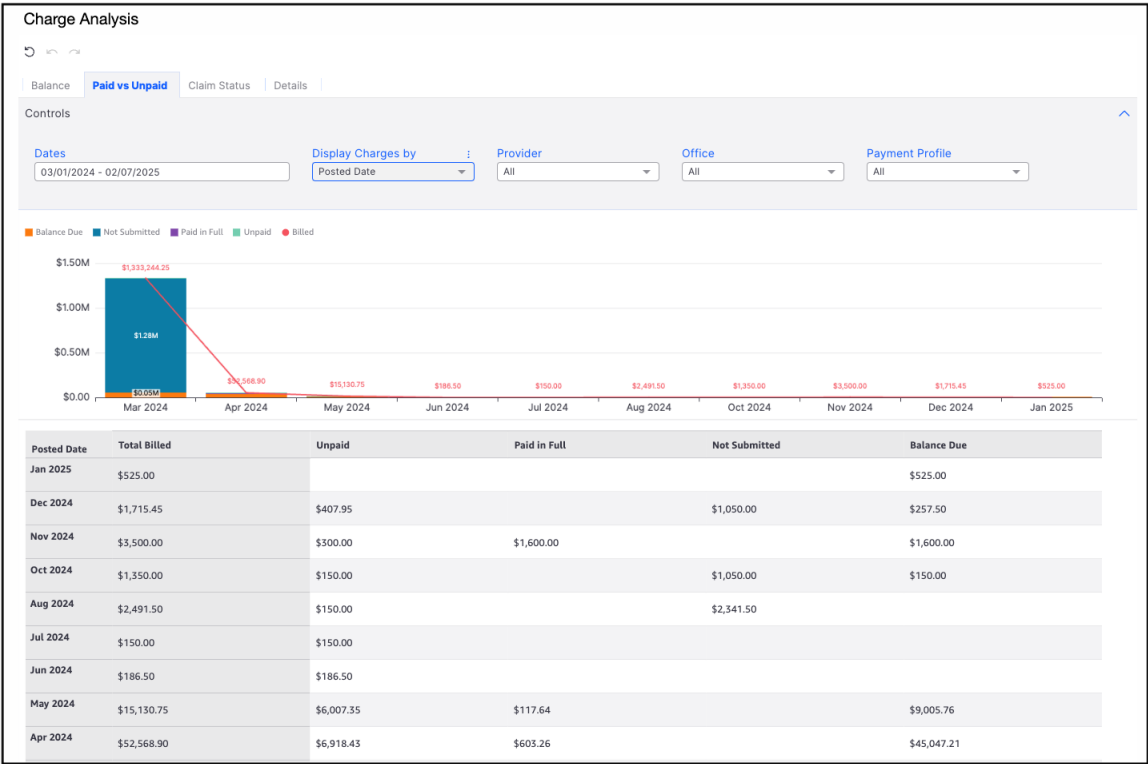 Charge Analysis
Balance Paid vs Unpaid Claim Status Details
Controls
Dates Display Charges by Provider Office Payment Profile
03/01/2024 - 02/07/2025 Posted Date All All All
Balance Due Not Submitted Paid in Full Unpaid Billed
$1.50M
$1,333,244.25
$1.00M
$1.28M
$0.50M
$52,568.90 $15,130.75 $186.50 $150.00 $2,491.50 $1,350.00 $3,500.00 $1,715.45 $525.00
$0.00 $0.05M
Mar 2024 Apr 2024 May 2024 Jun 2024 Jul 2024 Aug 2024 Oct 2024 Nov 2024 Dec 2024 Jan 2025
Posted Date Total Billed Unpaid Paid in Full Not Submitted Balance Due
Jan 2025 $525.00 $525.00
Dec 2024 $1,715.45 $407.95 $1,050.00 $257.50
Nov 2024 $3,500.00 $300.00 $1,600.00 $1,600.00
Oct 2024 $1,350.00 $150.00 $1,050.00 $150.00
Aug 2024 $2,491.50 $150.00 $2,341.50
Jul 2024 $150.00 $150.00
Jun 2024 $186.50 $186.50
May 2024 $15,130.75 $6,007.35 $117.64 $9,005.76
Apr 2024 $52,568.90 $6,918.43 $603.26 $45,047.21